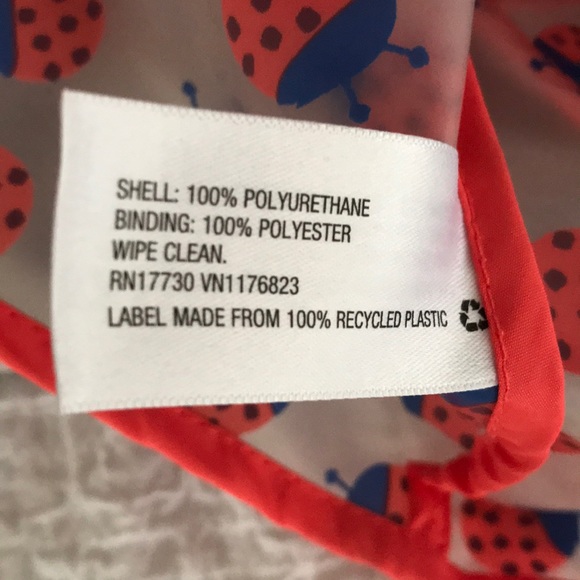 SHELL: 100% POLYURETHANE
BINDING: 100% POLYESTER
WIPE CLEAN.
RN17730 VN1176823
LABEL MADE FROM 100% RECYCLED PLASTIC